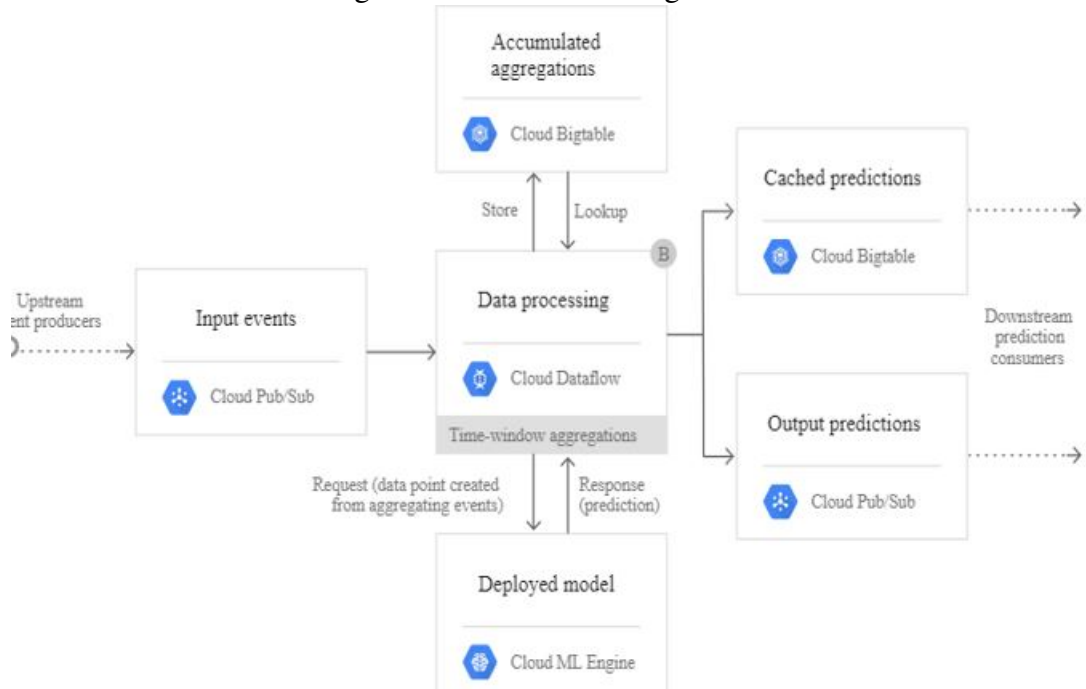 Accumulated
aggregations
Cloud Bigtable
Store
Lookup
Cached predictions
Cloud Bigtable
B
Data processing
Cloud Dataflow
Time-window aggregations
Upstream
producers
Input events
Cloud Pub/Sub
Downstream
prediction
consumers
Output predictions
Cloud Pub/Sub
Request (data point created
from aggregating events)
Response
(prediction)
Deployed model
Cloud ML Engine